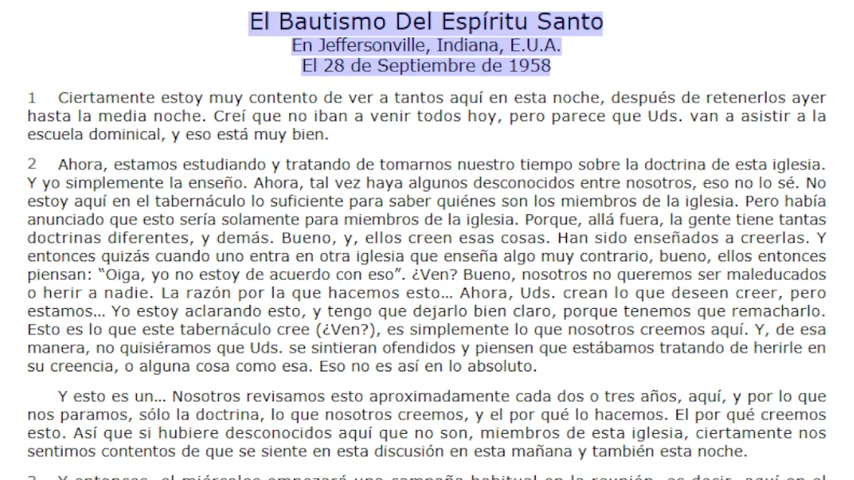 El Bautismo Del Espíritu Santo
En Jeffersonville, Indiana, E.U.A.
El 28 de Septiembre de 1958
1 Ciertamente estoy muy contento de ver a tantos aquí en esta noche, después de retenerlos ayer
hasta la media noche. Creí que no iban a venir todos hoy, pero parece que Uds. van a asistir a la
escuela dominical, y eso está muy bien.
2 Ahora, estamos estudiando y tratando de tomarnos nuestro tiempo sobre la doctrina de esta iglesia.
Y yo simplemente la enseño. Ahora, tal vez haya algunos desconocidos entre nosotros, eso no lo sé. No
estoy aquí en el tabernáculo lo suficiente para saber quiénes son los miembros de la iglesia. Pero había
anunciado que esto sería solamente para miembros de la iglesia. Porque, allá fuera, la gente tiene tantas
doctrinas diferentes, y demás. Bueno, y, ellos creen esas cosas. Han sido enseñados a creerlas. Y
entonces quizás cuando uno entra en otra iglesia que enseña algo muy contrario, bueno, ellos entonces
piensan: “Oiga, yo no estoy de acuerdo con eso”. ¿Ven? Bueno, nosotros no queremos ser maleducados
o herir a nadie. La razón por la que hacemos esto... Ahora, Uds. crean lo que deseen creer, pero
estamos... Yo estoy aclarando esto, y tengo que dejarlo bien claro, porque tenemos que remacharlo.
Esto es lo que este tabernáculo cree (¿Ven?), es simplemente lo que nosotros creemos aquí. Y, de esa
manera, no quisiéramos que Uds. se sintieran ofendidos y piensen que estábamos tratando de herirle en
su creencia, o alguna cosa como esa. Eso no es así en lo absoluto.
Y esto es un... Nosotros revisamos esto aproximadamente cada dos o tres años, aquí, y por lo que
nos paramos, sólo la doctrina, lo que nosotros creemos, y el por qué lo hacemos. El por qué creemos
esto. Así que si hubiere desconocidos aquí que no son, miembros de esta iglesia, ciertamente nos
sentimos contentos de que se siente en esta discusión en esta mañana y también esta noche.
3 Y entonces, el miércoles empezará una campaña habitual en la reunión, es decir, aquí en el